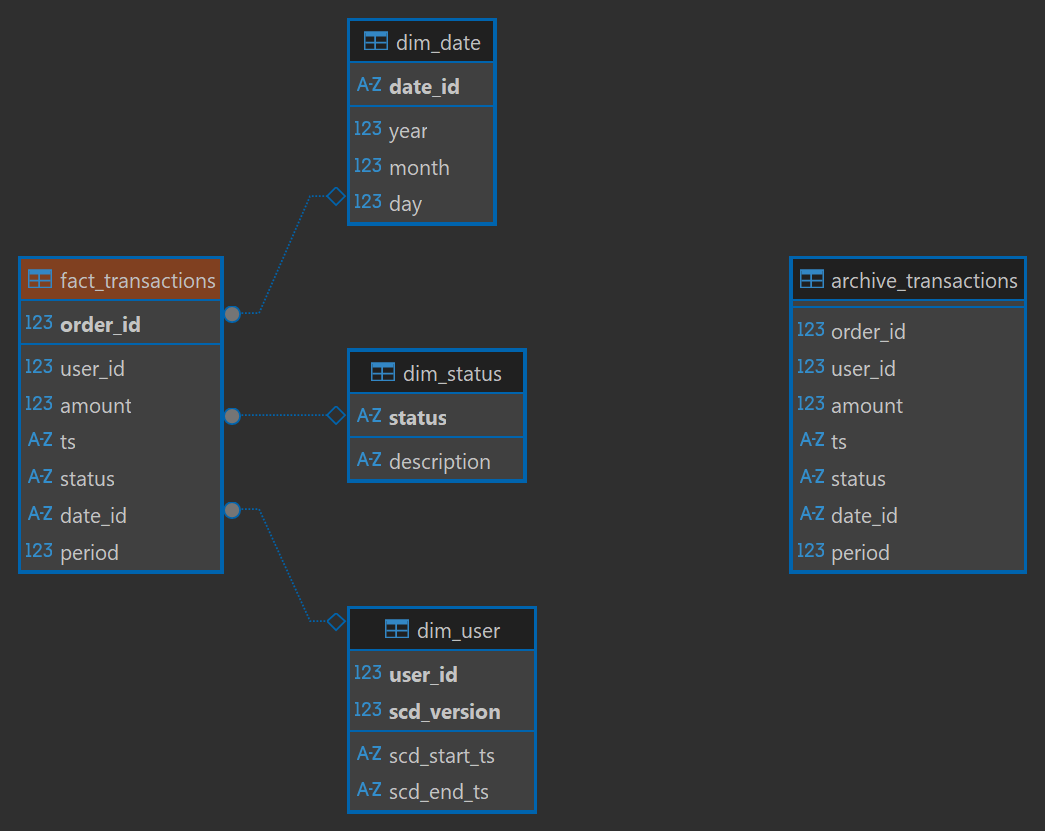 dim_date
A-Z date_id
123 year
123 month
123 day
fact_transactions
123 order_id
123 user_id
123 amount
A-Z ts
A-Z status
A-Z date_id
123 period
dim_status
A-Z status
A-Z description
dim_user
123 user_id
123 scd_version
A-Z scd_start_ts
A-Z scd_end_ts
archive_transactions
123 order_id
123 user_id
123 amount
A-Z ts
A-Z status
A-Z date_id
123 period